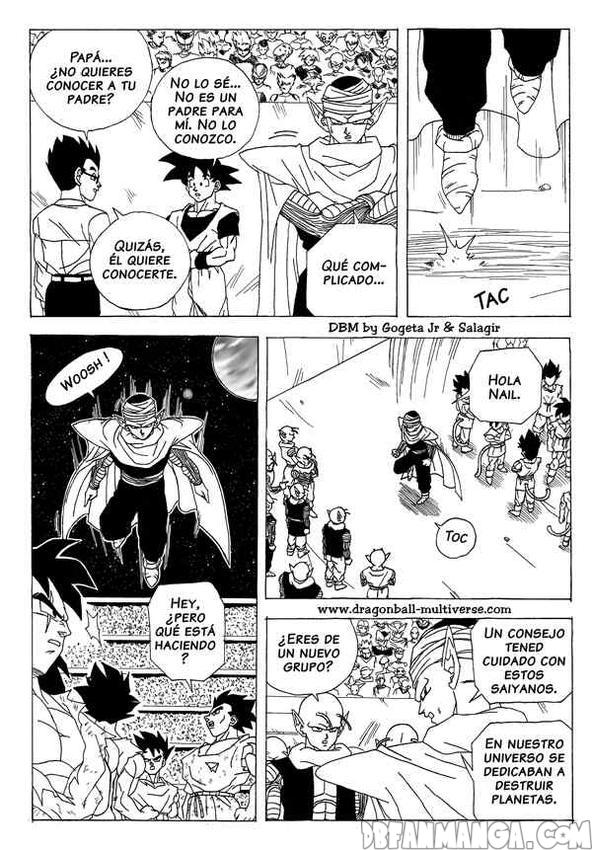 PAPÁ...
¿NO QUIERES
CONOCER A TU
PADRE?
NO LO SÉ...
NO ES UN
PADRE PARA
MÍ. NO LO
CONOZCO.
QUIZÁS,
ÉL QUIERE
CONOCERTE.
QUÉ COM-
PLICADO...
TAC
DBM by Gogeta Jr & Salagir
WOOSH !
HOLA
NAIL.
TOC
HEY,
¿PERO
QUÉ ESTÁ
HACIENDO ?
www.dragonball-multiverse.com
¿ERES DE
UN NUEVO
GRUPO?
UN CONSEJO
TENED
CUIDADO CON
ESTOS
SAIYANOS.
EN NUESTRO
UNIVERSO SE
DEDICABAN A
DESTRUIR
PLANETAS.
DBFANMANGA.COM